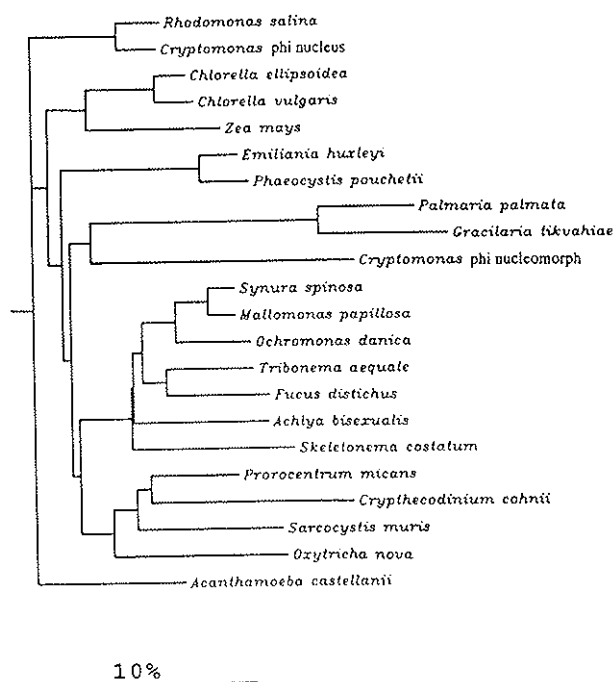 Rhodomonas salina
Cryptomonas phi nucleus
Chlorella ellipsoidea
Chlorella vulgaris
Zea mays
Emiliania huxleyi
Phaeocystis pouchetii
Palmaria palmata
Gracilaria tikvahiae
Cryptomonas phi nucleomorph
Synura spinosa
Mallomonas papillosa
Ochromonas danica
Tribonema aequale
Fucus distichus
Achlya bisexualis
Skeletonema costatum
Prorocentrum micans
Crypthecodinium cohnii
Sarcocystis muris
Oxytricha nova
Acanthamoeba castellanii
10%